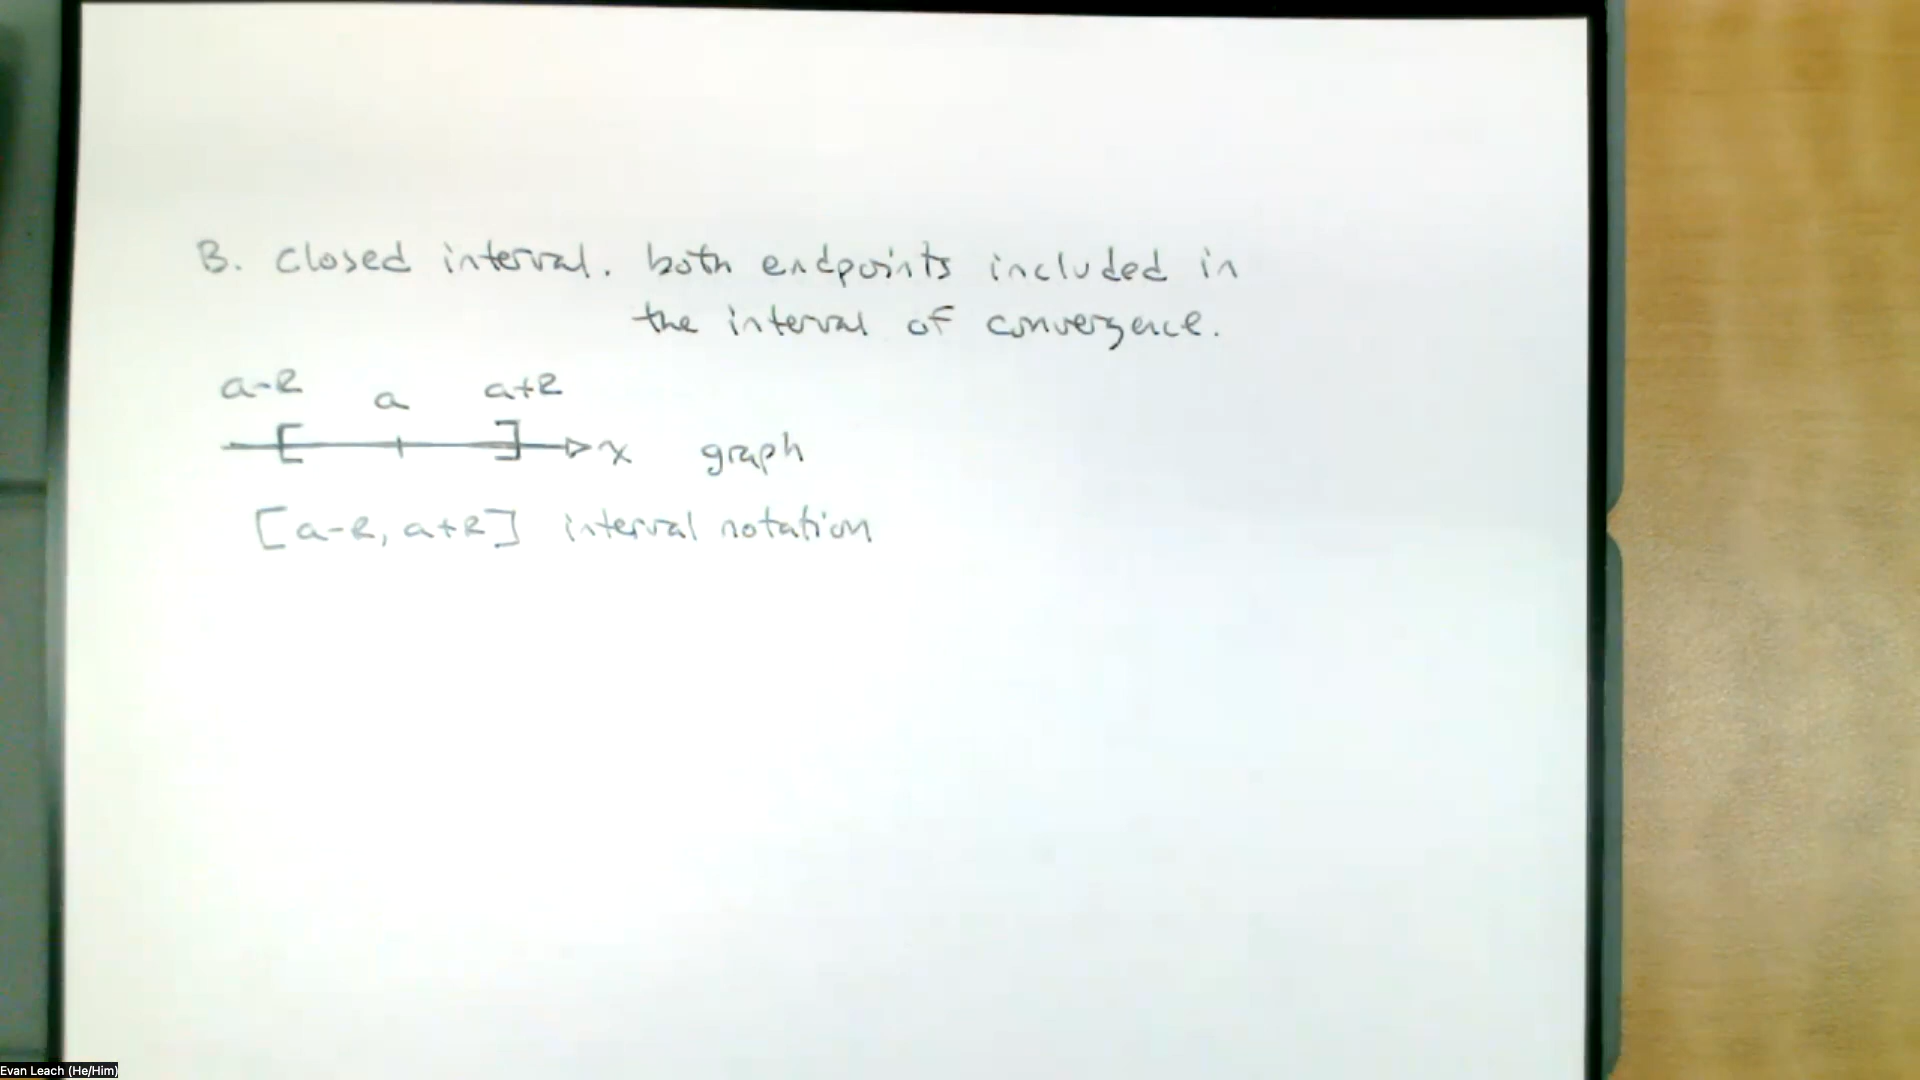 B. closed interval. both endpoints included in
the interval of convergence.
a-R a a+R
[ ] x graph
[a-R, a+R] interval notation
Evan Leach (He/Him)